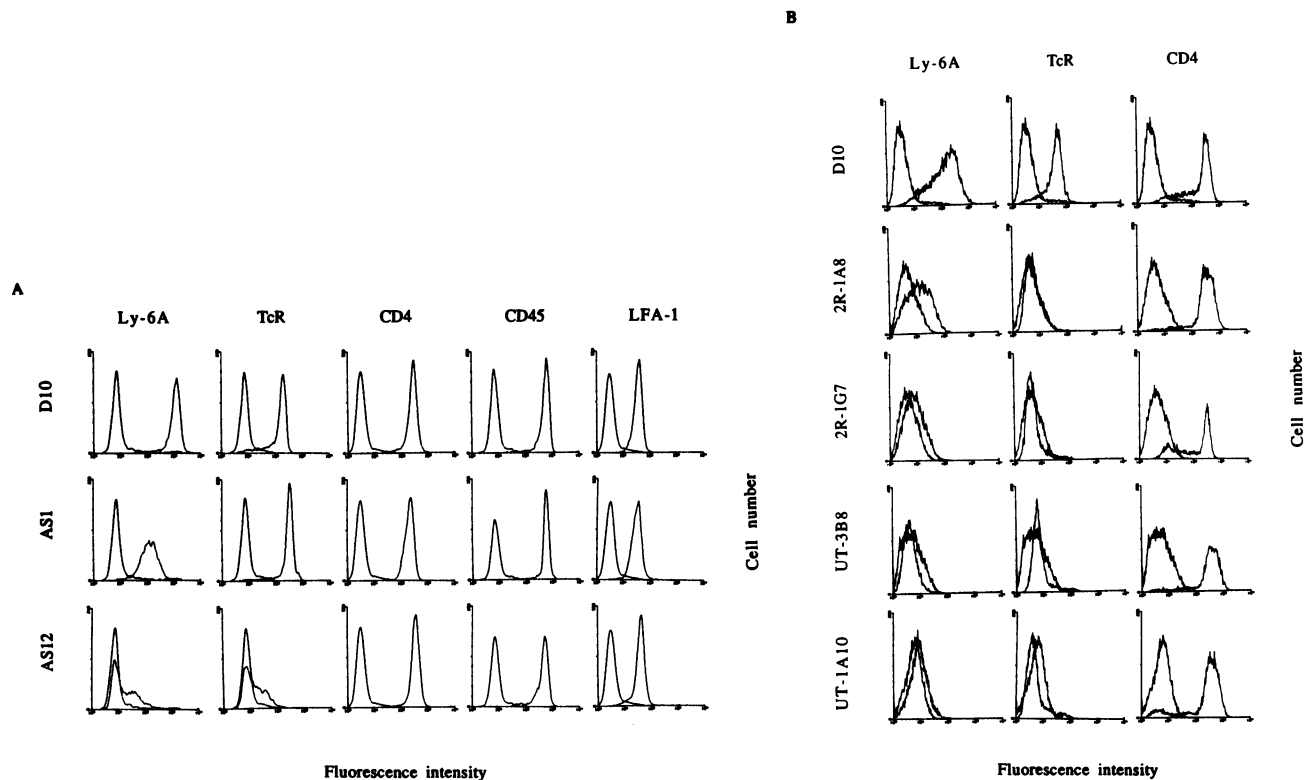 A
Ly-6A TcR CD4 CD45 LFA-1
D10
AS1
AS12
Cell number
Fluorescence intensity
B
Ly-6A TcR CD4
D10
2R-1A8
2R-1G7
UT-3B8
UT-1A10
Cell number
Fluorescence intensity